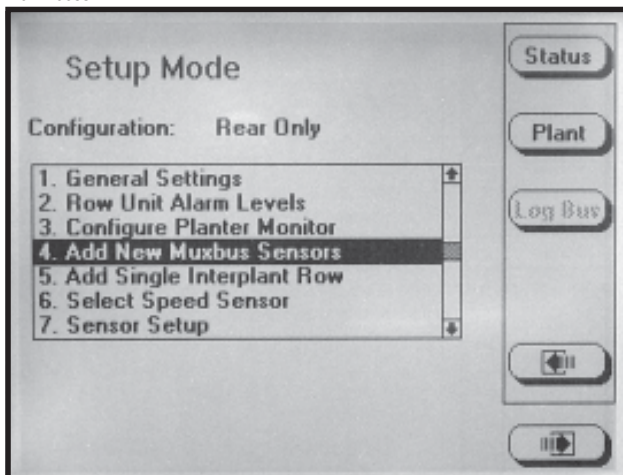 Setup Mode
Configuration: Rear Only
1. General Settings
2. Row Unit Alarm Levels
3. Configure Planter Monitor
4. Add New Muxbus Sensors
5. Add Single Interplant Row
6. Select Speed Sensor
7. Sensor Setup
Status
Plant
Log Buv